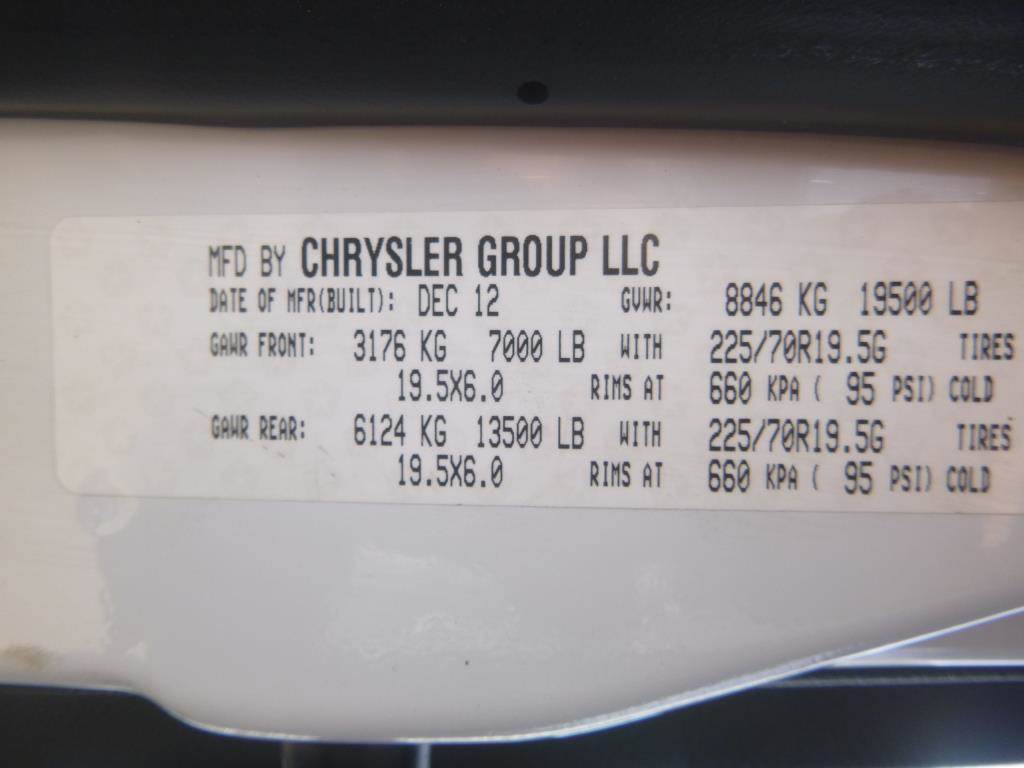 MFD BY CHRYSLER GROUP LLC
DATE OF MFR(BUILT): DEC 12 GVWR: 8846 KG 19500 LB
GAWR FRONT: 3176 KG 7000 LB WITH 225/70R19.5G TIRES
19.5X6.0 RIMS AT 660 KPA ( 95 PSI) COLD
GAWR REAR: 6124 KG 13500 LB WITH 225/70R19.5G TIRES
19.5X6.0 RIMS AT 660 KPA ( 95 PSI) COLD